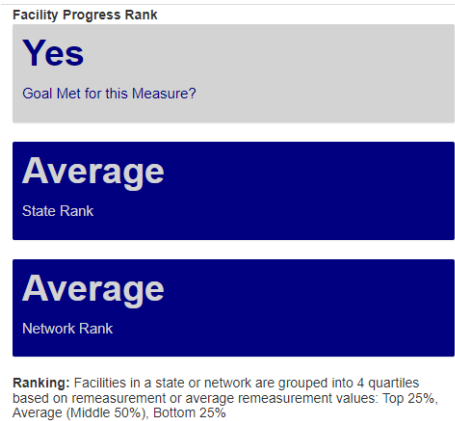 Facility Progress Rank
Yes
Goal Met for this Measure?
Average
State Rank
Average
Network Rank
Ranking: Facilities in a state or network are grouped into 4 quartiles
based on remeasurement or average remeasurement values: Top 25%,
Average (Middle 50%), Bottom 25%